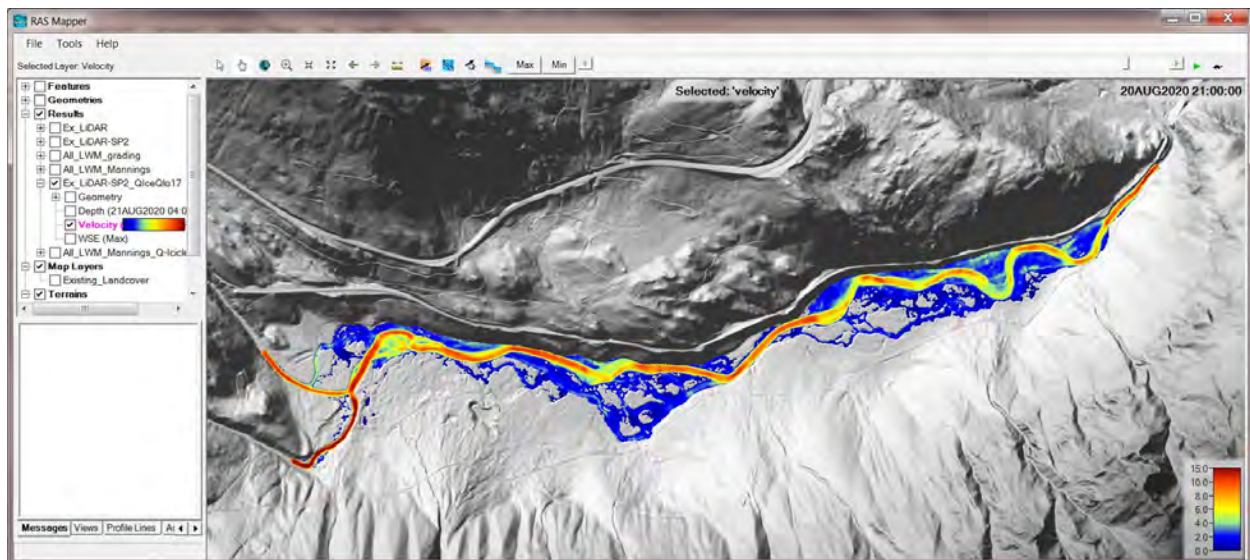 RAS Mapper
File Tools Help
Selected Layer: Velocity
Max Min
Features
Geometries
Results
Ex_LiDAR
Ex_LiDAR-SP2
All_LWM_grading
All_LWM_Mannings
Ex_LiDAR-SP2_QIceQlo17
Geometry
Depth (21AUG2020 04:0
Velocity (
WSE (Max)
All_LWM_Mannings_Q-Icicl
Map Layers
Existing_Landcover
Terrains
Messages Views Profile Lines
Selected: 'velocity'
20AUG2020 21:00:00
15.0
10.0
8.0
6.0
4.0
2.0
0.0